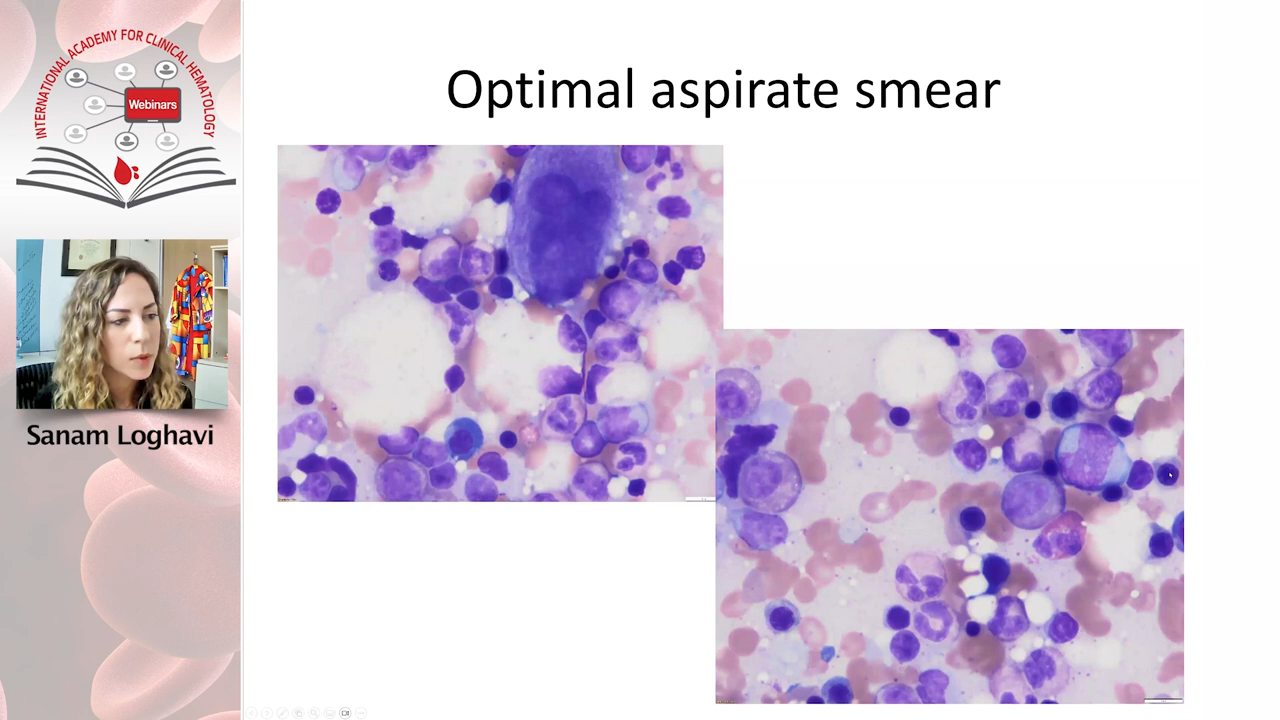 INTERNATIONAL ACADEMY FOR CLINICAL HEMATOLOGY
Webinars
Sanam Loghavi
Optimal aspirate smear